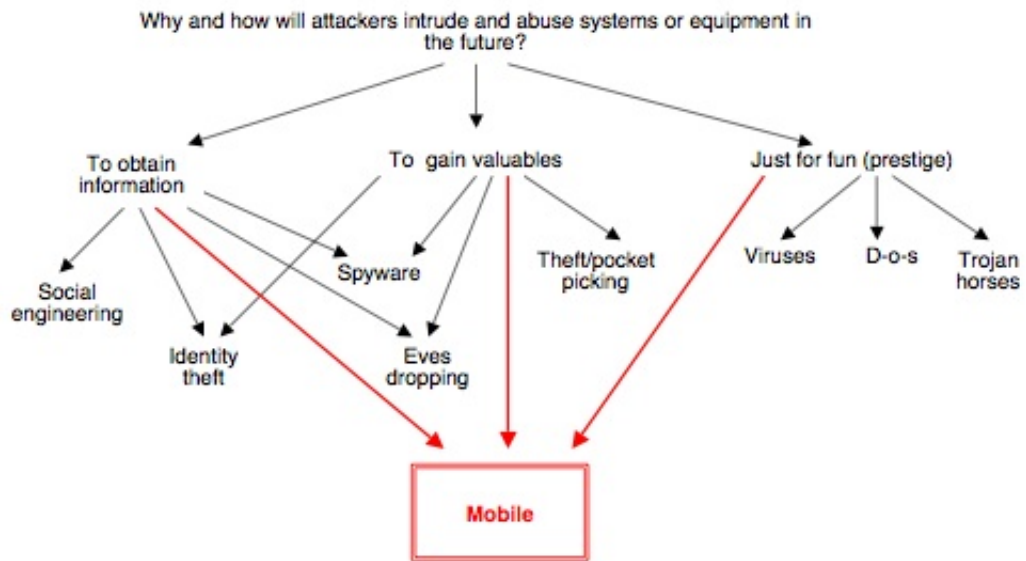 Why and how will attackers intrude and abuse systems or equipment in
the future?
To obtain
information
To gain valuables
Just for fun (prestige)
Social
engineering
Identity
theft
Spyware
Eves
dropping
Theft/pocket
picking
Viruses
D-o-s
Trojan
horses
Mobile